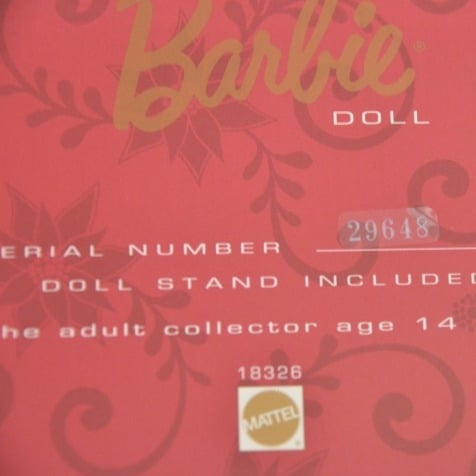 Barbie®
DOLL
ERIAL NUMBER 29648
DOLL STAND INCLUDED
he adult collector age 14
18326
MATTEL